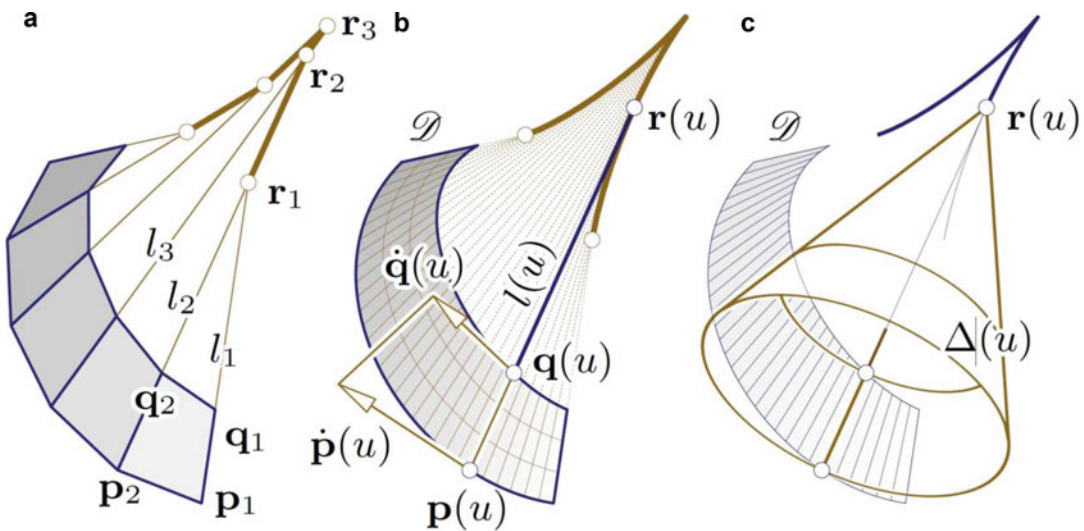 a
r₃
r₂
r₁
l₃
l₂
l₁
q₂
q₁
p₂
p₁
b
𝒟
r(u)
q̇(u)
l(u)
q(u)
ṗ(u)
p(u)
c
𝒟
r(u)
Δ(u)